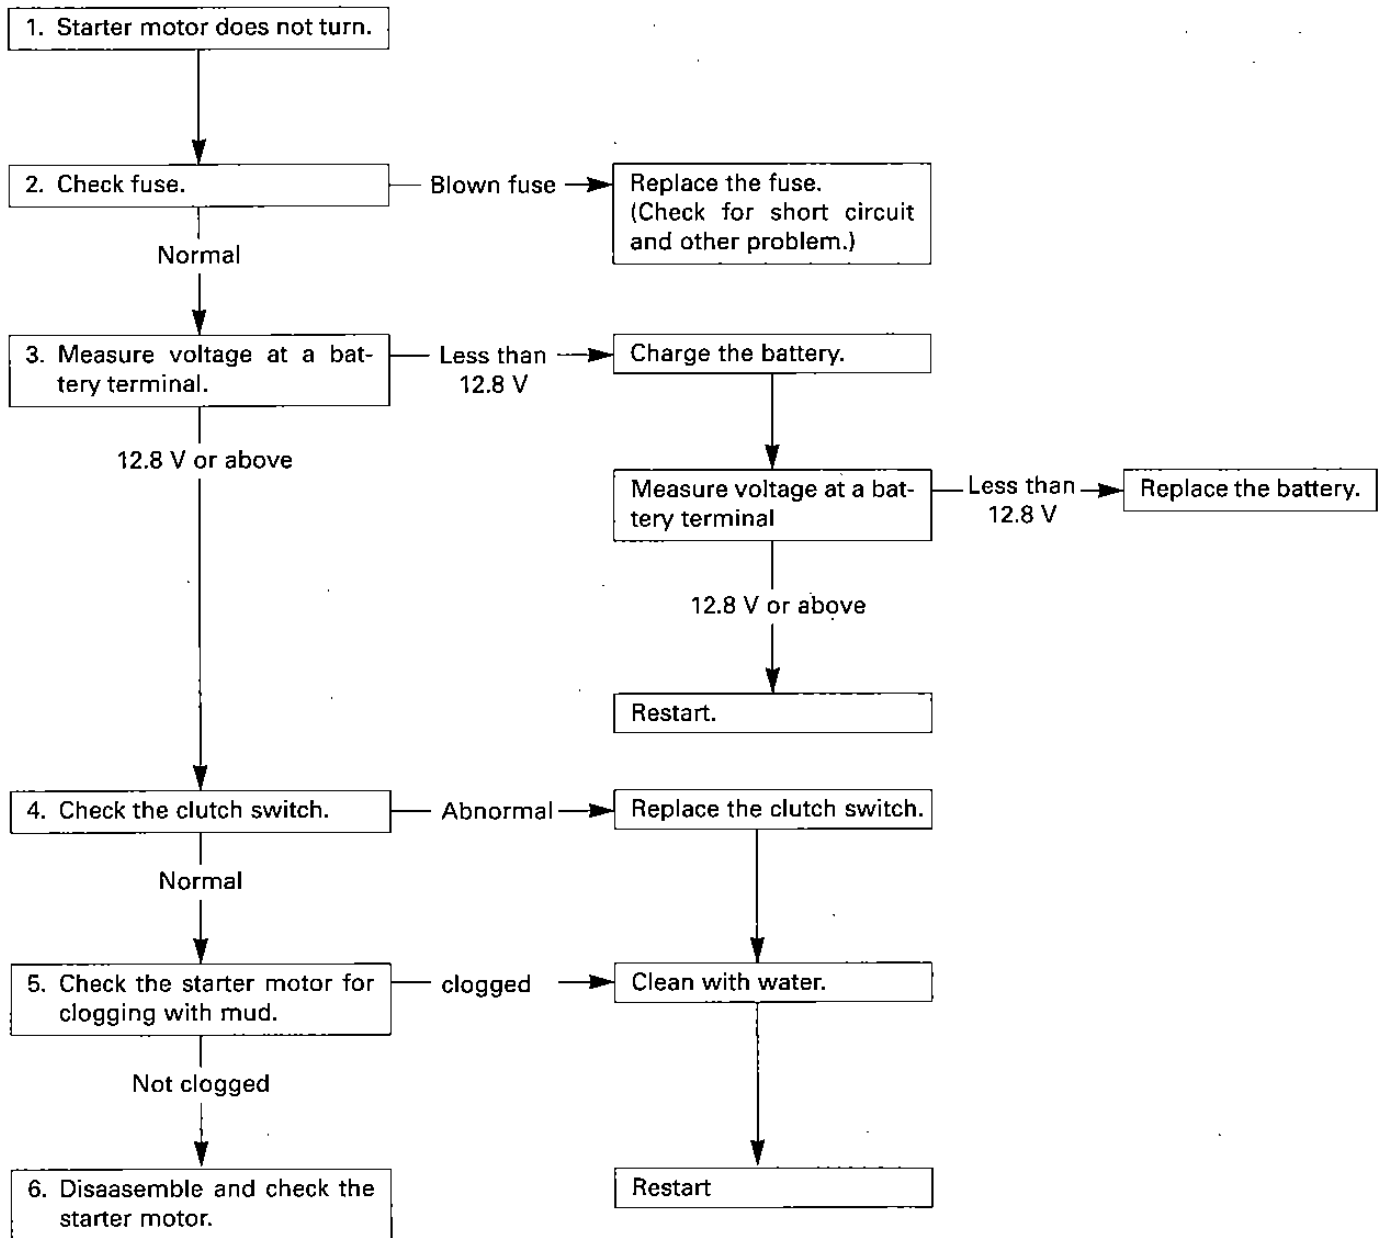 1. Starter motor does not turn.
2. Check fuse.
Blown fuse
Replace the fuse.
(Check for short circuit
and other problem.)
Normal
3. Measure voltage at a bat-
tery terminal.
Less than
12.8 V
Charge the battery.
12.8 V or above
Measure voltage at a bat-
tery terminal
Less than
12.8 V
Replace the battery.
12.8 V or above
Restart.
4. Check the clutch switch.
Abnormal
Replace the clutch switch.
Normal
5. Check the starter motor for
clogging with mud.
clogged
Clean with water.
Not clogged
6. Disaasemble and check the
starter motor.
Restart